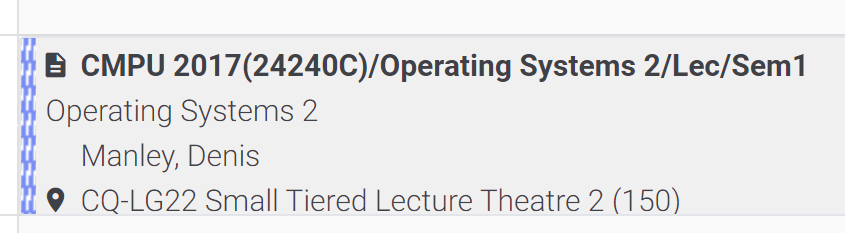 CMPU 2017(24240C)/Operating Systems 2/Lec/Sem1
Operating Systems 2
Manley, Denis
CQ-LG22 Small Tiered Lecture Theatre 2 (150)